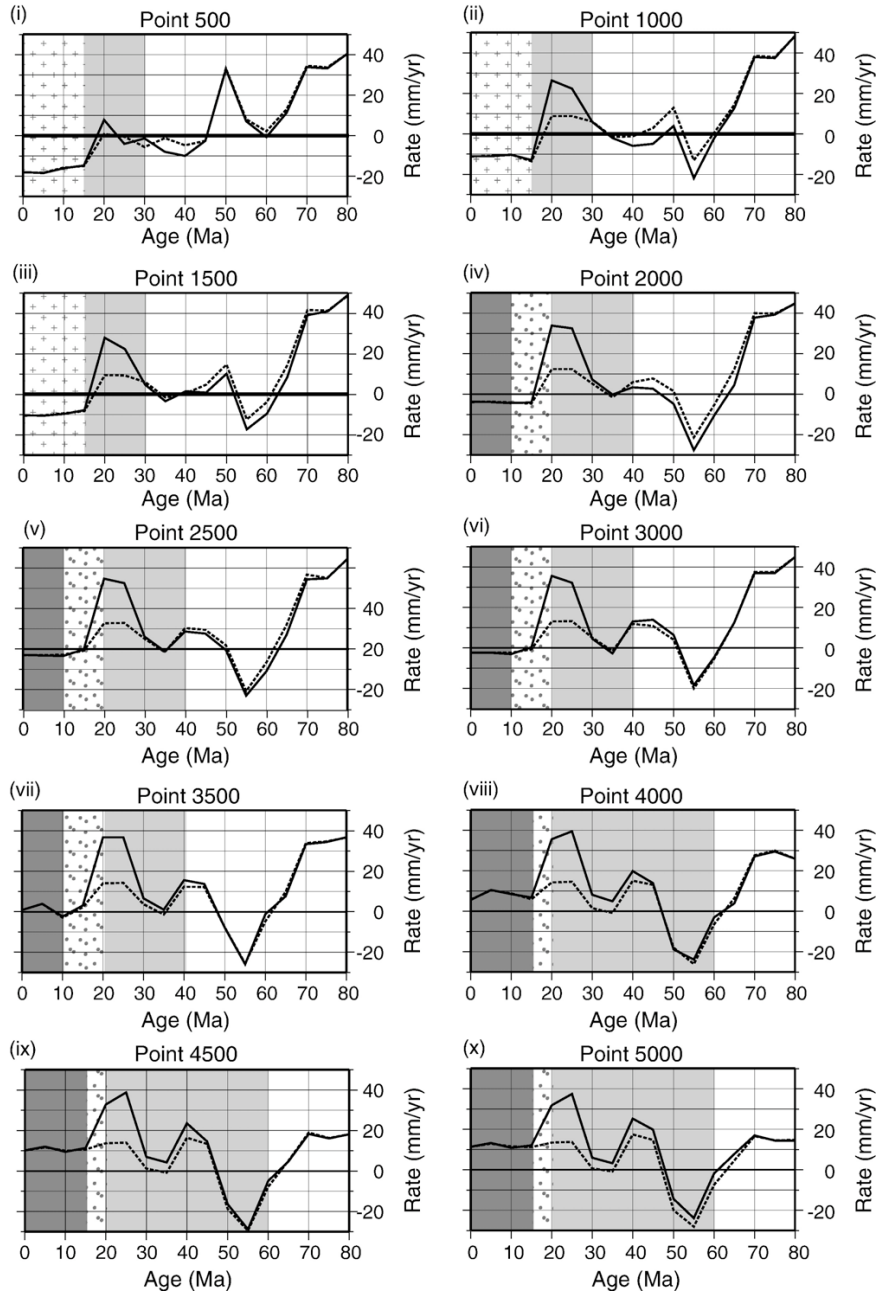 (i)
Point 500
40
20
0
-20
Rate (mm/yr)
0 10 20 30 40 50 60 70 80
Age (Ma)
(ii)
Point 1000
40
20
0
-20
Rate (mm/yr)
0 10 20 30 40 50 60 70 80
Age (Ma)
(iii)
Point 1500
40
20
0
-20
Rate (mm/yr)
0 10 20 30 40 50 60 70 80
Age (Ma)
(iv)
Point 2000
40
20
0
-20
Rate (mm/yr)
0 10 20 30 40 50 60 70 80
Age (Ma)
(v)
Point 2500
40
20
-20
Rate (mm/yr)
0 10 20 30 40 50 60 70 80
Age (Ma)
(vi)
Point 3000
40
20
0
-20
Rate (mm/yr)
0 10 20 30 40 50 60 70 80
Age (Ma)
(vii)
Point 3500
40
20
0
-20
Rate (mm/yr)
0 10 20 30 40 50 60 70 80
Age (Ma)
(viii)
Point 4000
40
20
0
-20
Rate (mm/yr)
0 10 20 30 40 50 60 70 80
Age (Ma)
(ix)
Point 4500
40
20
0
-20
Rate (mm/yr)
0 10 20 30 40 50 60 70 80
Age (Ma)
(x)
Point 5000
40
20
0
-20
Rate (mm/yr)
0 10 20 30 40 50 60 70 80
Age (Ma)